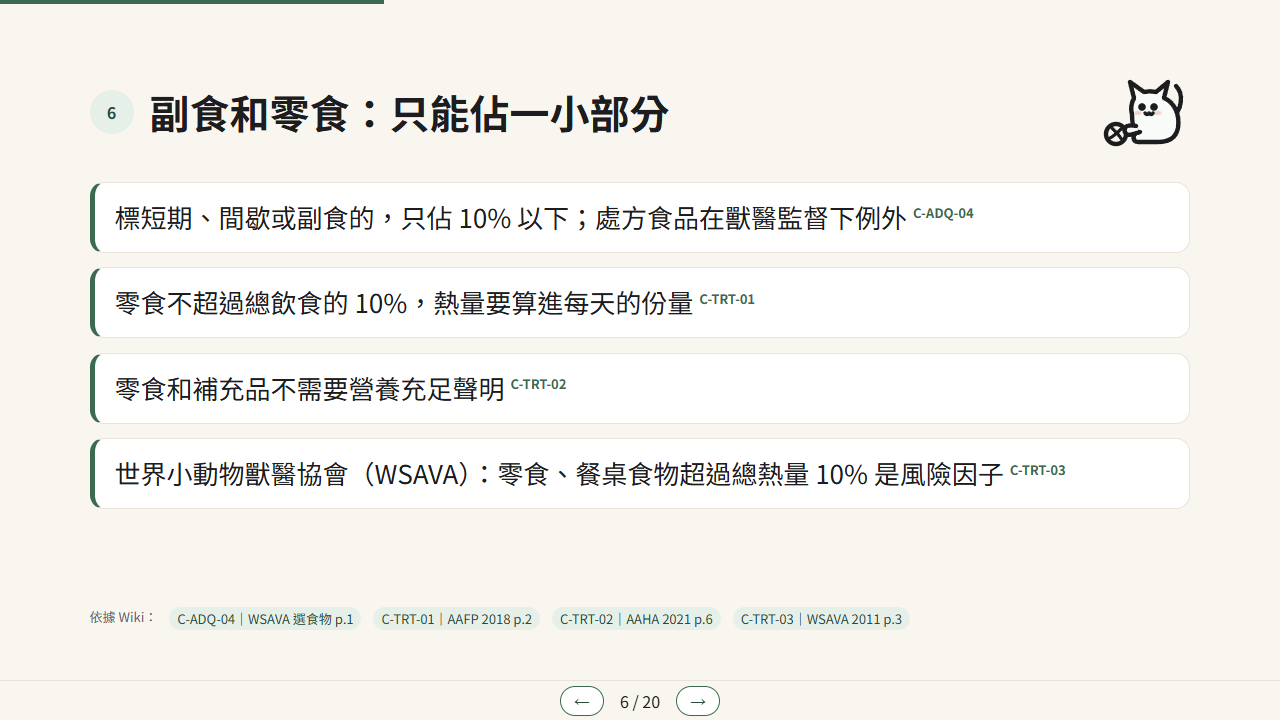 6
副食和零食：只能佔一小部分
標短期、間歇或副食的，只佔 10% 以下；處方食品在獸醫監督下例外 C-ADQ-04
零食不超過總飲食的 10%，熱量要算進每天的份量 C-TRT-01
零食和補充品不需要營養充足聲明 C-TRT-02
世界小動物獸醫協會（WSAVA）：零食、餐桌食物超過總熱量 10% 是風險因子 C-TRT-03
依據 Wiki： C-ADQ-04｜WSAVA 選食物 p.1 C-TRT-01｜AAFP 2018 p.2 C-TRT-02｜AAHA 2021 p.6 C-TRT-03｜WSAVA 2011 p.3
← 6 / 20 →